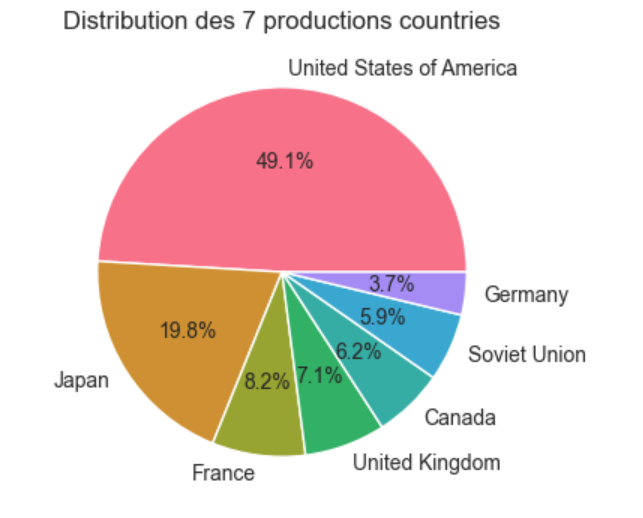 Distribution des 7 productions countries
United States of America
49.1%
3.7%
Germany
5.9%
19.8%
6.2%
Soviet Union
Japan
8.2%
7.1%
Canada
France
United Kingdom